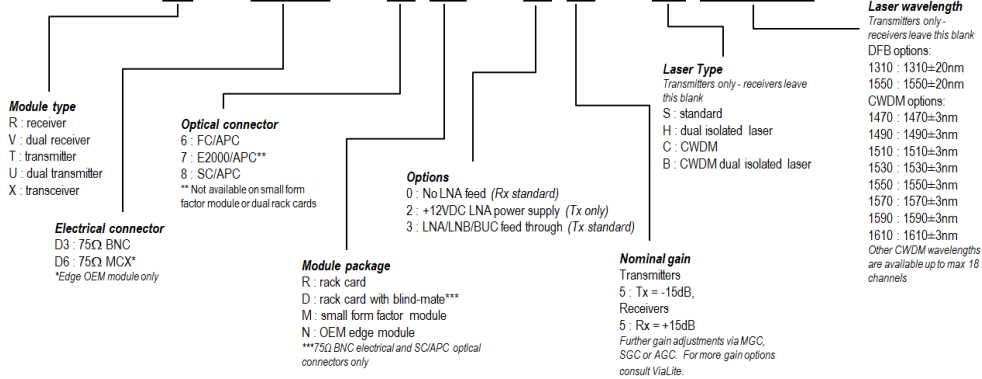 Module type
R : receiver
V : dual receiver
T : transmitter
U : dual transmitter
X : transceiver
Electrical connector
D3 : 75Ω BNC
D6 : 75Ω MCX*
*Edge OEM module only
Optical connector
6 : FC/APC
7 : E2000/APC**
8 : SC/APC
** Not available on small form
factor module or dual rack cards
Module package
R : rack card
D : rack card with blind-mate***
M : small form factor module
N : OEM edge module
***75Ω BNC electrical and SC/APC optical
connectors only
Options
0 : No LNA feed (Rx standard)
2 : +12VDC LNA power supply (Tx only)
3 : LNA/LNB/BUC feed through (Tx standard)
Nominal gain
Transmitters
5 : Tx = -15dB,
Receivers
5 : Rx = +15dB
Further gain adjustments via MGC,
SGC or AGC. For more gain options
consult ViaLite.
Laser Type
Transmitters only - receivers leave
this blank
S : standard
H : dual isolated laser
C : CWDM
B : CWDM dual isolated laser
Laser wavelength
Transmitters only -
receivers leave this blank
DFB options:
1310 : 1310±20nm
1550 : 1550±20nm
CWDM options:
1470 : 1470±3nm
1490 : 1490±3nm
1510 : 1510±3nm
1530 : 1530±3nm
1550 : 1550±3nm
1570 : 1570±3nm
1590 : 1590±3nm
1610 : 1610±3nm
Other CWDM wavelengths
are available up to max 18
channels